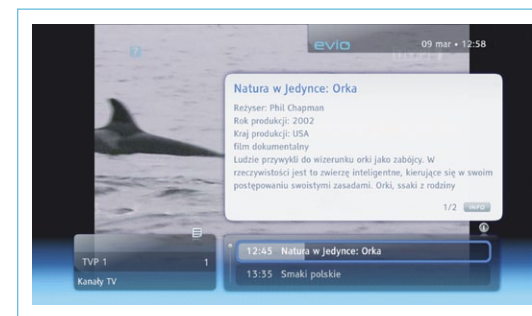 evio
09 mar • 12:58
Natura w Jedynce: Orka
Reżyser: Phil Chapman
Rok produkcji: 2002
Kraj produkcji: USA
film dokumentalny
Ludzie przywykli do wizerunku orki jako zabójcy. W
rzeczywistości jest to zwierzę inteligentne, kierujące się w swoim
postępowaniu swoistymi zasadami. Orki, ssaki z rodziny
1/2 INFO
TVP 1 1
Kanały TV
12:45 Natura w Jedynce: Orka
13:35 Smaki polskie